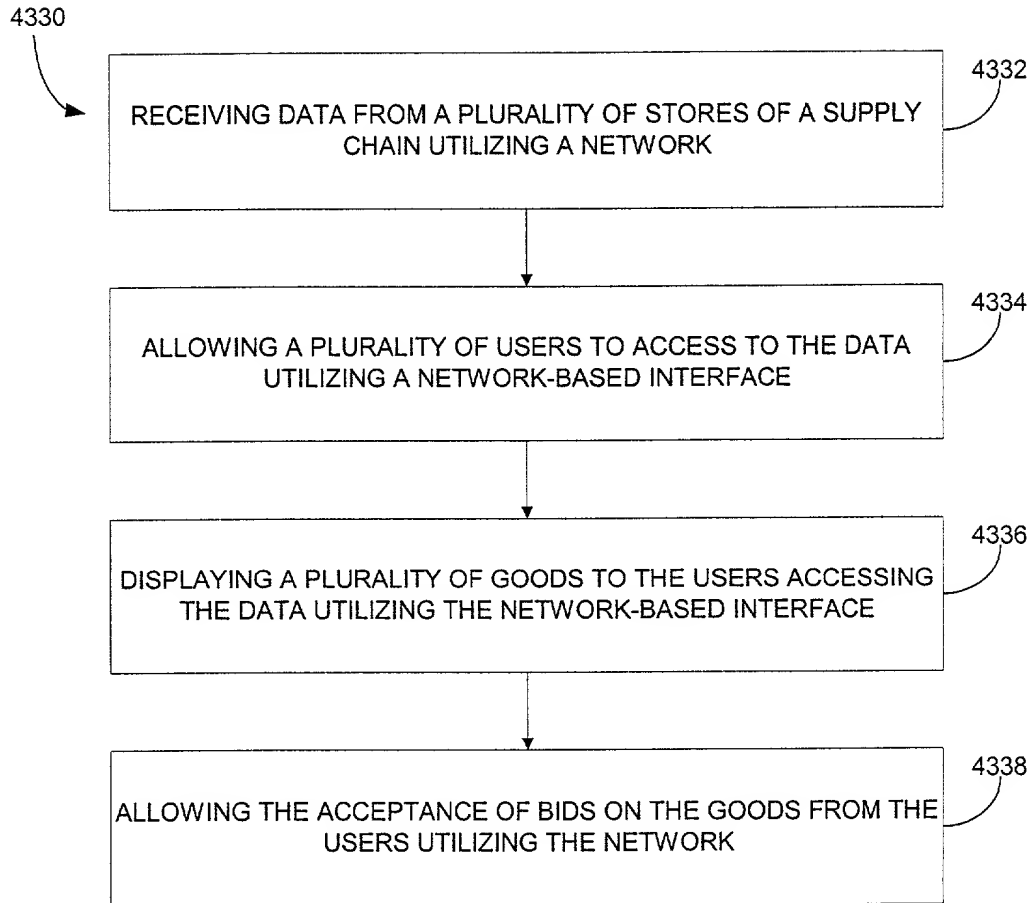 4330
4332
RECEIVING DATA FROM A PLURALITY OF STORES OF A SUPPLY
CHAIN UTILIZING A NETWORK
4334
ALLOWING A PLURALITY OF USERS TO ACCESS TO THE DATA
UTILIZING A NETWORK-BASED INTERFACE
4336
DISPLAYING A PLURALITY OF GOODS TO THE USERS ACCESSING
THE DATA UTILIZING THE NETWORK-BASED INTERFACE
4338
ALLOWING THE ACCEPTANCE OF BIDS ON THE GOODS FROM THE
USERS UTILIZING THE NETWORK